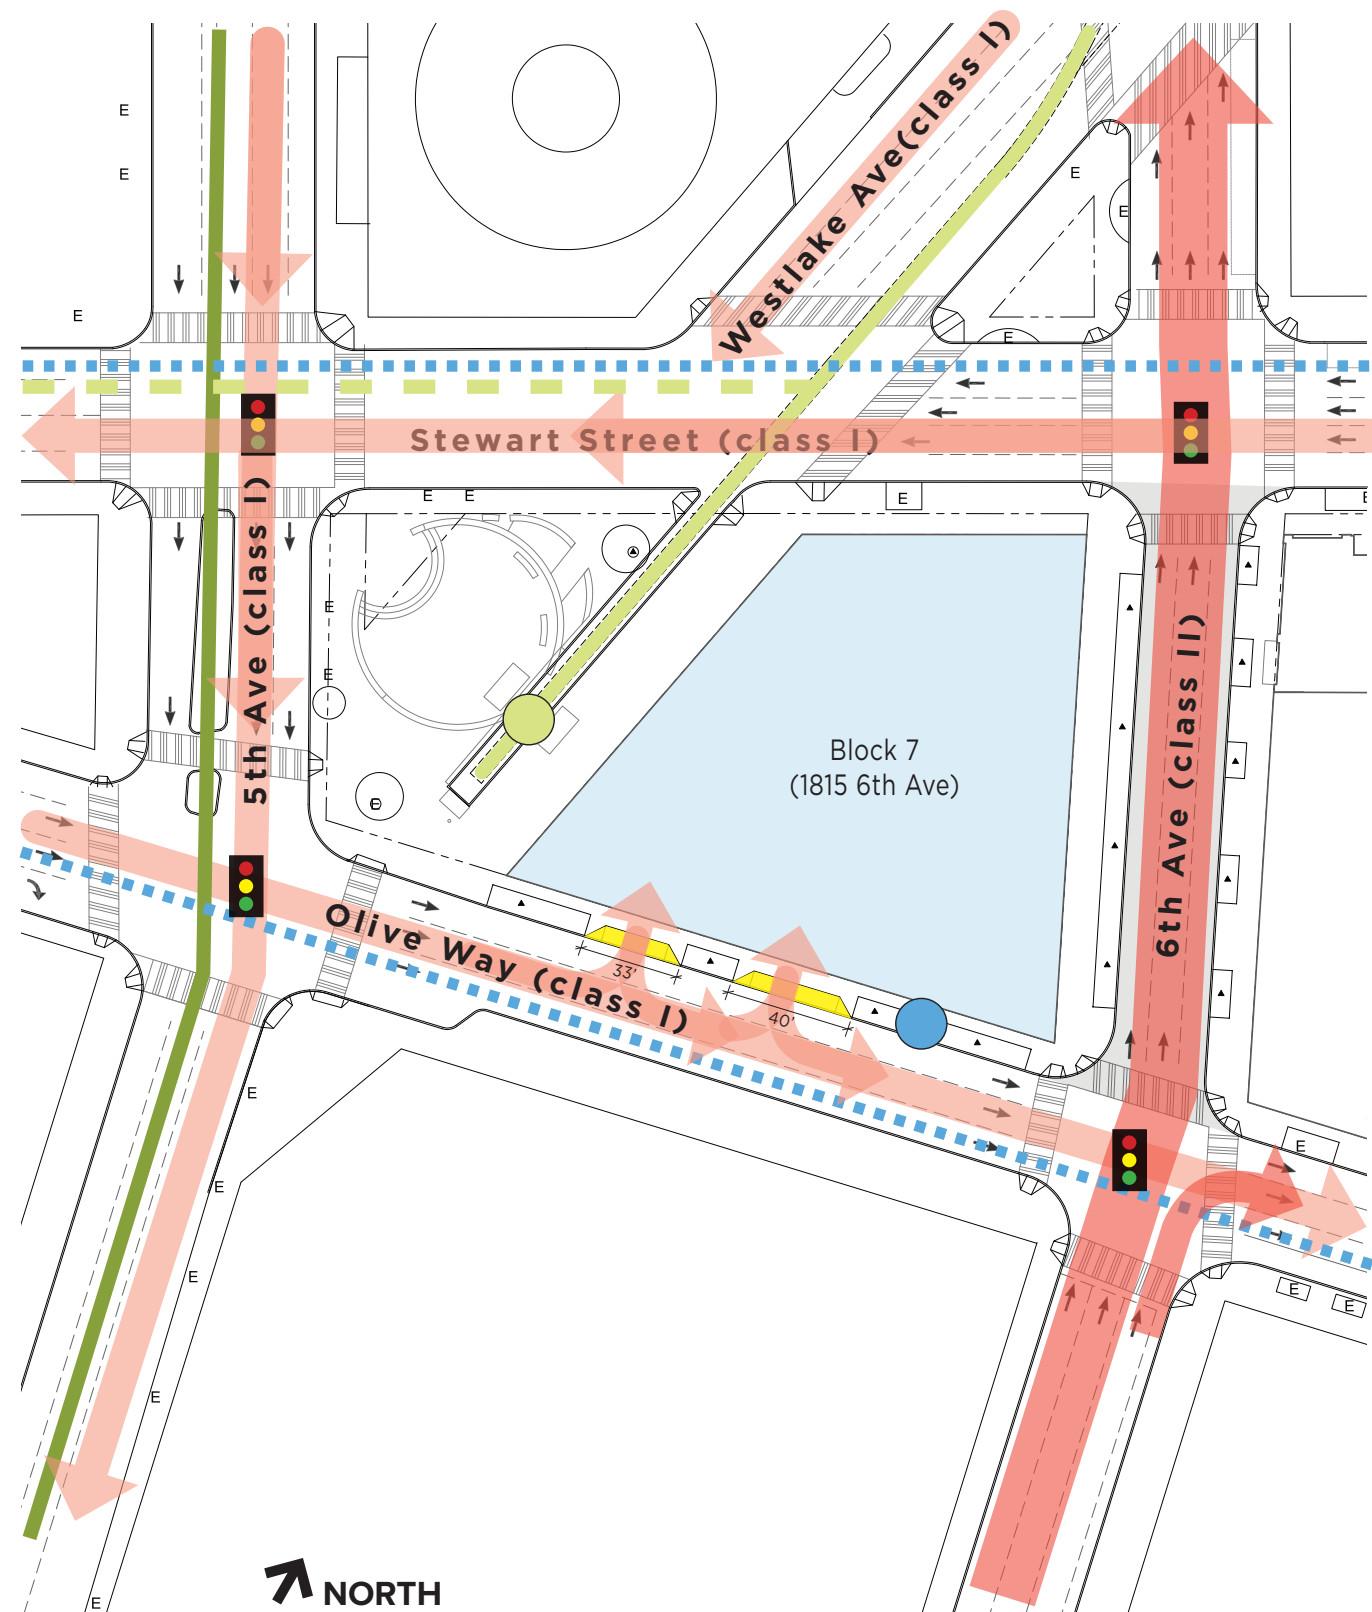 E
E
Westlake Ave(class I)
E
E
E
E
Stewart Street (class I)
E
E
E
E
5th Ave (class I)
E
E
6th Ave (class II)
Block 7
(1815 6th Ave)
E
Olive Way (class I)
33'
40'
E
E
E
E
E
E
E
E
NORTH